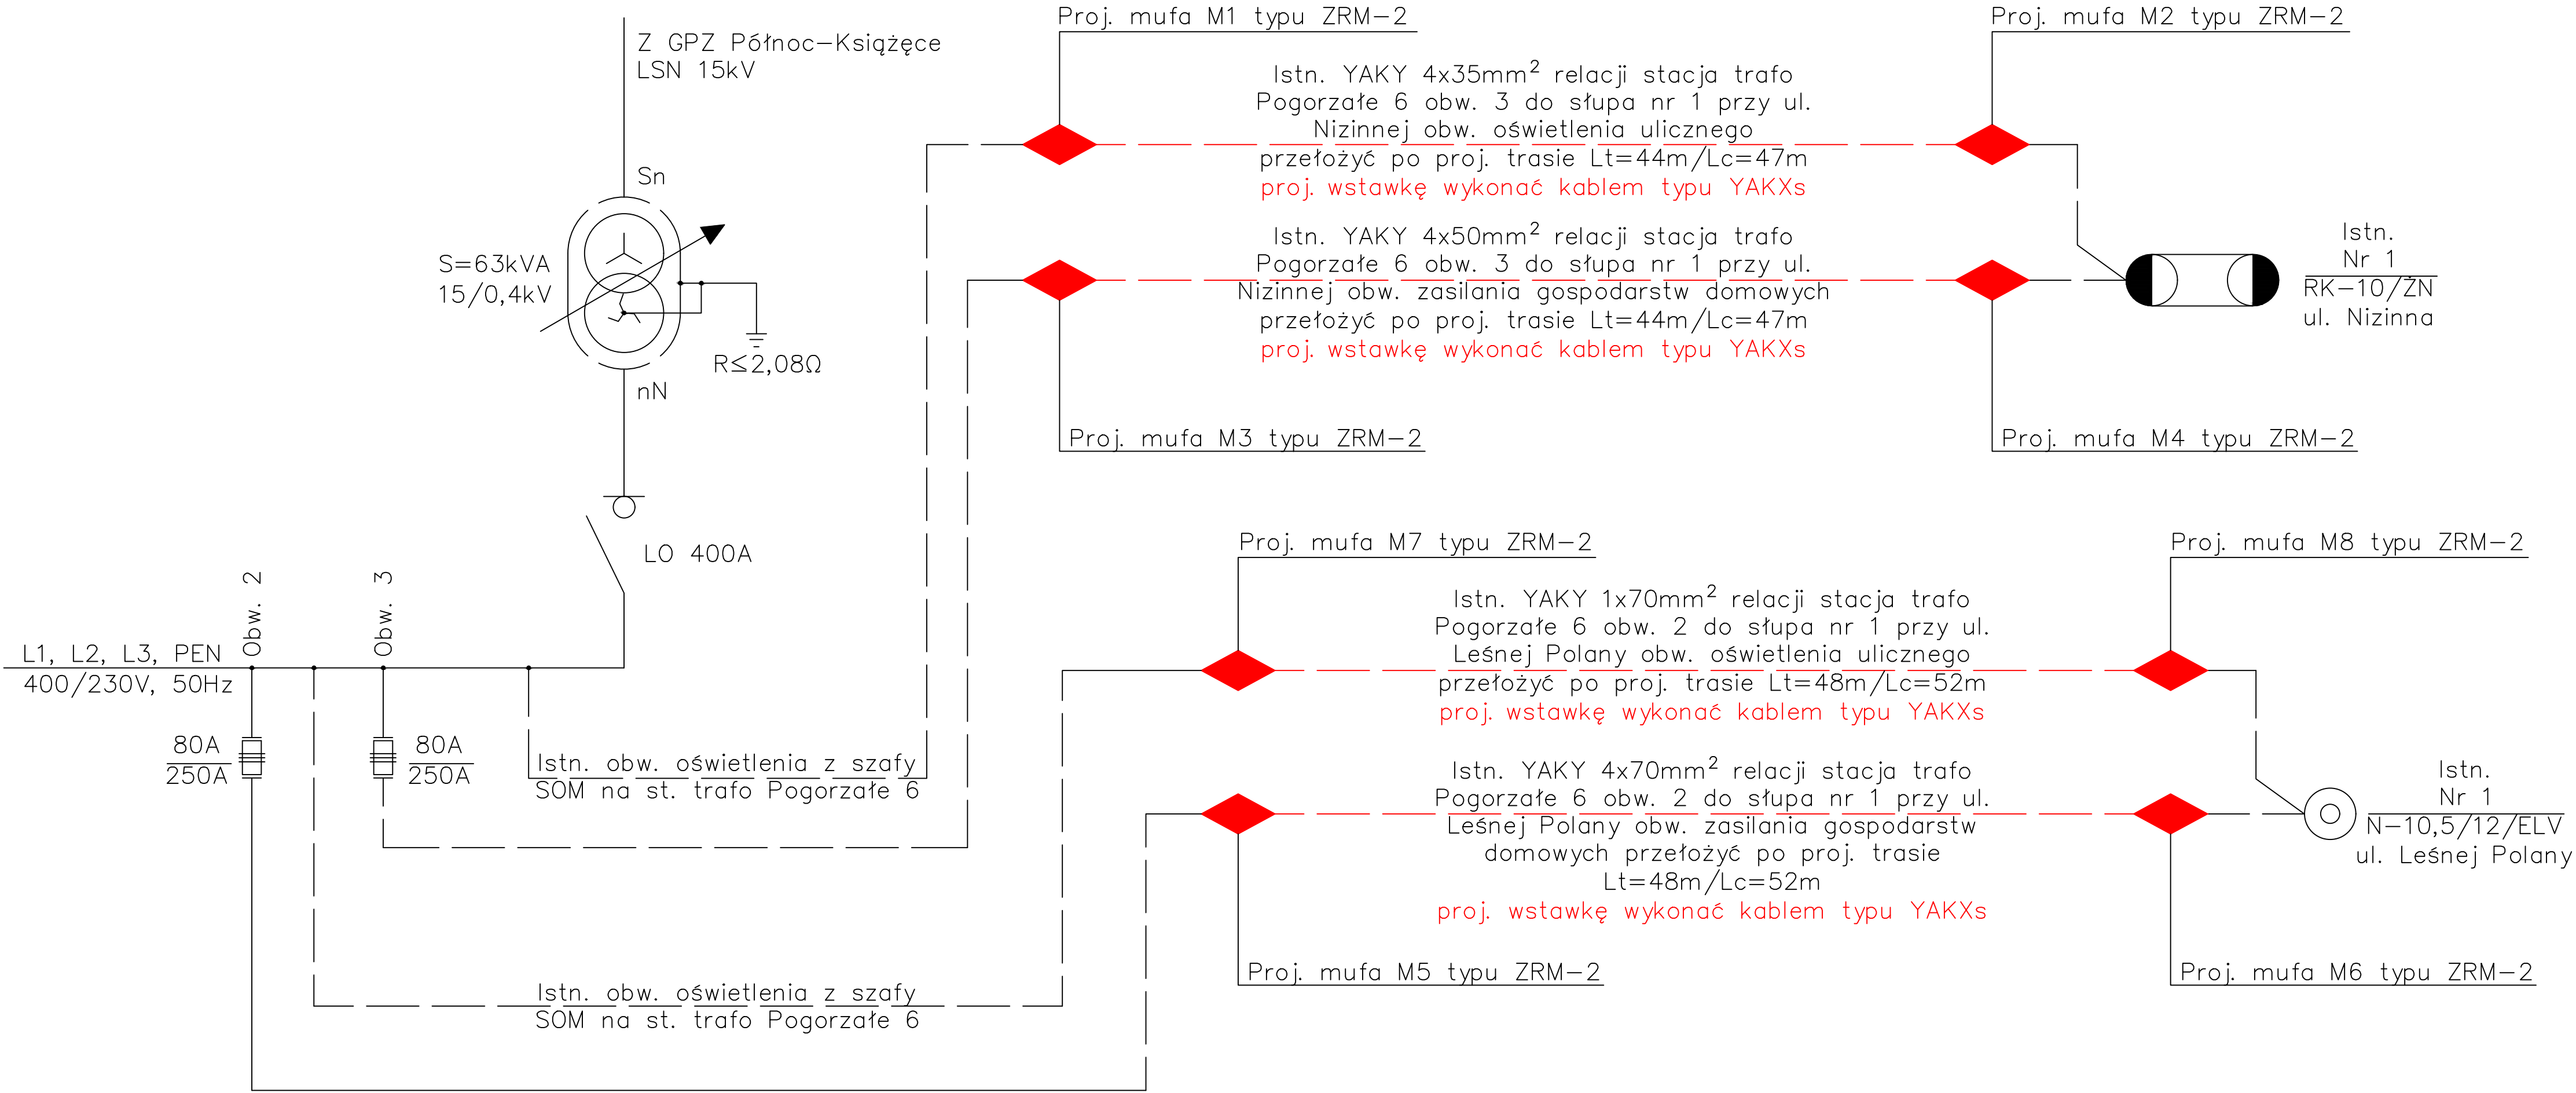 Z GPZ Północ–Książęce
LSN 15kV
Sn
S=63kVA
15/0,4kV
R≤2,08Ω
nN
LO 400A
Obw. 2
Obw. 3
L1, L2, L3, PEN
400/230V, 50Hz
80A
250A
80A
250A
Istn. obw. oświetlenia z szafy
SOM na st. trafo Pogorzałe 6
Istn. obw. oświetlenia z szafy
SOM na st. trafo Pogorzałe 6
Proj. mufa M1 typu ZRM–2
Proj. mufa M2 typu ZRM–2
Istn. YAKY 4x35mm² relacji stacja trafo
Pogorzałe 6 obw. 3 do słupa nr 1 przy ul.
Nizinnej obw. oświetlenia ulicznego
przełożyć po proj. trasie Lt=44m/Lc=47m
proj. wstawkę wykonać kablem typu YAKXs
Istn. YAKY 4x50mm² relacji stacja trafo
Pogorzałe 6 obw. 3 do słupa nr 1 przy ul.
Nizinnej obw. zasilania gospodarstw domowych
przełożyć po proj. trasie Lt=44m/Lc=47m
proj. wstawkę wykonać kablem typu YAKXs
Istn.
Nr 1
RK–10/ŻN
ul. Nizinna
Proj. mufa M3 typu ZRM–2
Proj. mufa M4 typu ZRM–2
Proj. mufa M7 typu ZRM–2
Proj. mufa M8 typu ZRM–2
Istn. YAKY 1x70mm² relacji stacja trafo
Pogorzałe 6 obw. 2 do słupa nr 1 przy ul.
Leśnej Polany obw. oświetlenia ulicznego
przełożyć po proj. trasie Lt=48m/Lc=52m
proj. wstawkę wykonać kablem typu YAKXs
Istn. YAKY 4x70mm² relacji stacja trafo
Pogorzałe 6 obw. 2 do słupa nr 1 przy ul.
Leśnej Polany obw. zasilania gospodarstw
domowych przełożyć po proj. trasie
Lt=48m/Lc=52m
proj. wstawkę wykonać kablem typu YAKXs
Istn.
Nr 1
N–10,5/12/ELV
ul. Leśnej Polany
Proj. mufa M5 typu ZRM–2
Proj. mufa M6 typu ZRM–2